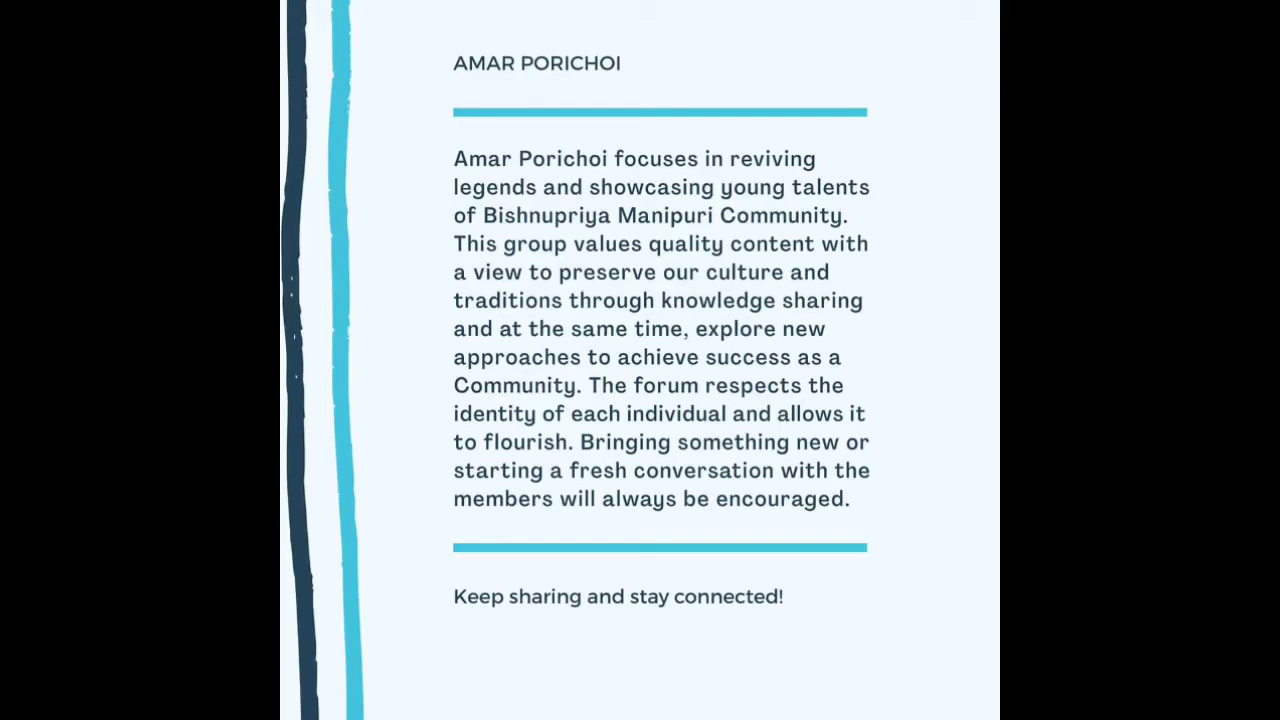 AMAR PORICHOI
Amar Porichoi focuses in reviving
legends and showcasing young talents
of Bishnupriya Manipuri Community.
This group values quality content with
a view to preserve our culture and
traditions through knowledge sharing
and at the same time, explore new
approaches to achieve success as a
Community. The forum respects the
identity of each individual and allows it
to flourish. Bringing something new or
starting a fresh conversation with the
members will always be encouraged.
Keep sharing and stay connected!